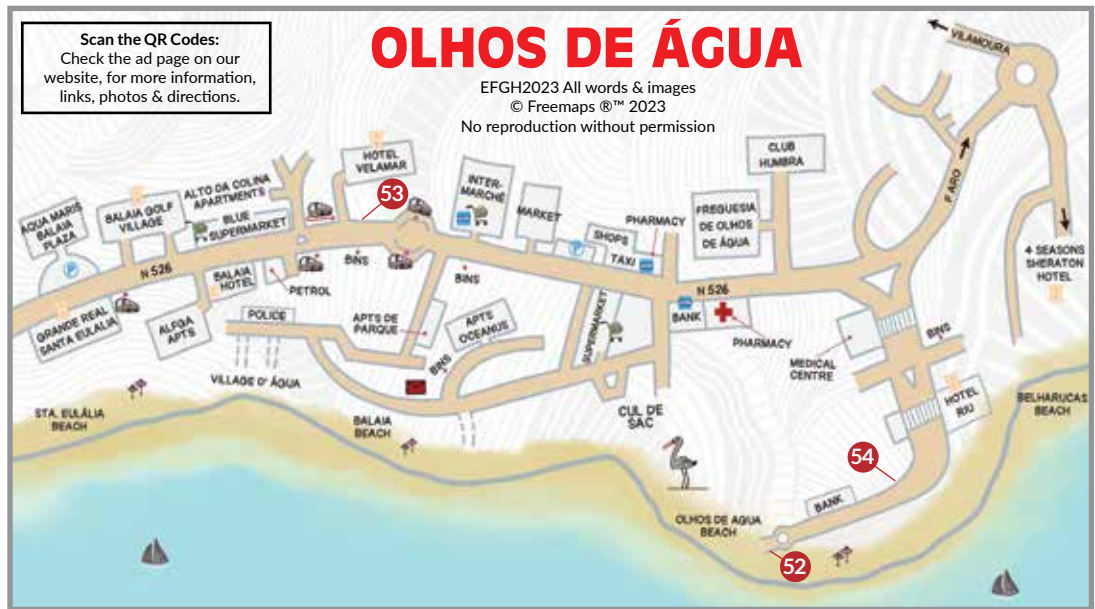 Scan the QR Codes:
Check the ad page on our
website, for more information,
links, photos & directions.
OLHOS DE ÁGUA
EFGH2023 All words & images
© Freemaps ®™ 2023
No reproduction without permission
VILAMOURA
P ARO
4 SEASONS
SHERATON
HOTEL
CLUB
HUMBRA
HOTEL
VELAMAR
53
INTER-
MARCHE
MARKET
SHOPS
TAXI
PHARMACY
FREGUESIA
DE OLHOS
DE ÁGUA
ALTO DA COLINA
APARTMENTS
BLUE
SUPERMARKET
BALAIA GOLF
VILLAGE
AQUA MARIS
BALAIA
PLAZA
P
P
N 526
N 526
GRANDE REAL
SANTA EULALIA
ALFGA
APTS
BALAIA
HOTEL
PETROL
BINS
BINS
POLICE
APTS DE
PARQUE
APTS
OCEANUS
BINS
SUPERMARKET
BANK
PHARMACY
MEDICAL
CENTRE
BINS
HOTEL
RIU
VILLAGE D' ÁGUA
CUL DE
SAC
STA. EULÁLIA
BEACH
BALAIA
BEACH
BELHARUCAS
BEACH
54
BANK
OLHOS DE AGUA
BEACH
52